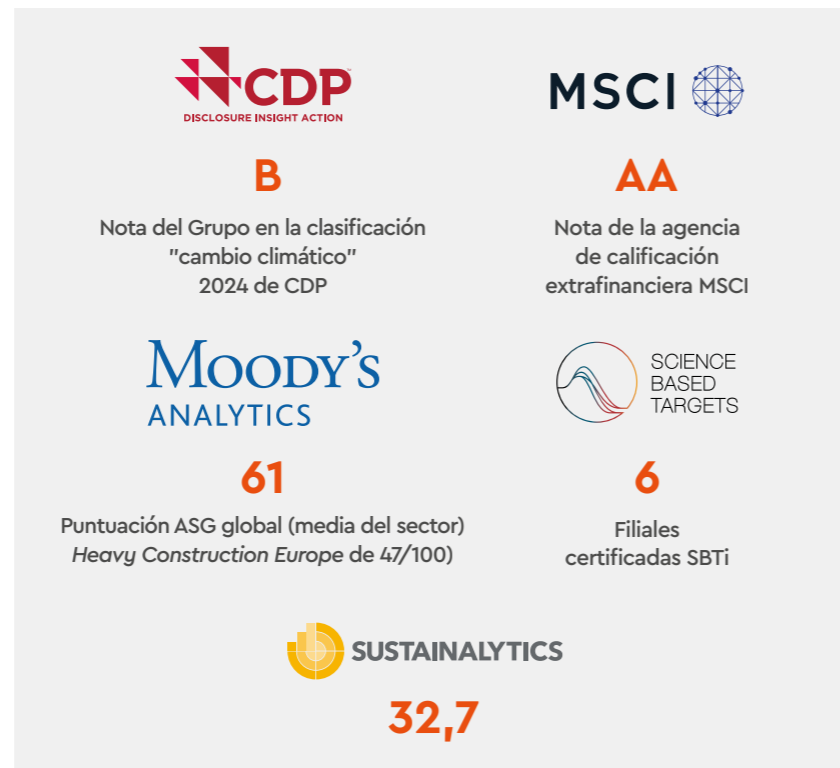 CDP
DISCLOSURE INSIGHT ACTION
B
Nota del Grupo en la clasificación
"cambio climático"
2024 de CDP
MSCI
AA
Nota de la agencia
de calificación
extrafinanciera MSCI
MOODY'S
ANALYTICS
61
Puntuación ASG global (media del sector)
Heavy Construction Europe de 47/100)
SCIENCE
BASED
TARGETS
6
Filiales
certificadas SBTi
SUSTAINALYTICS
32,7